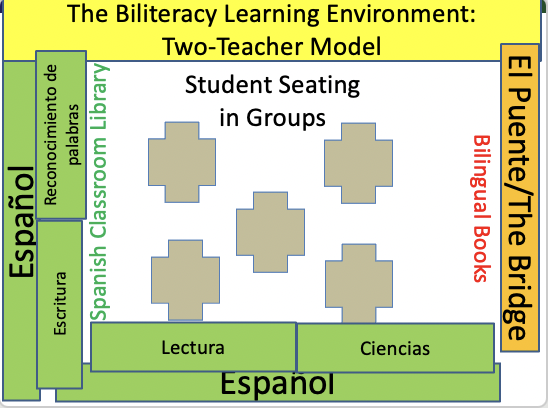 The Biliteracy Learning Environment:
Two-Teacher Model
Student Seating
in Groups
Español
Reconocimiento de
palabras
Escritura
Spanish Classroom Library
Bilingual Books
El Puente/The Bridge
Lectura
Ciencias
Español